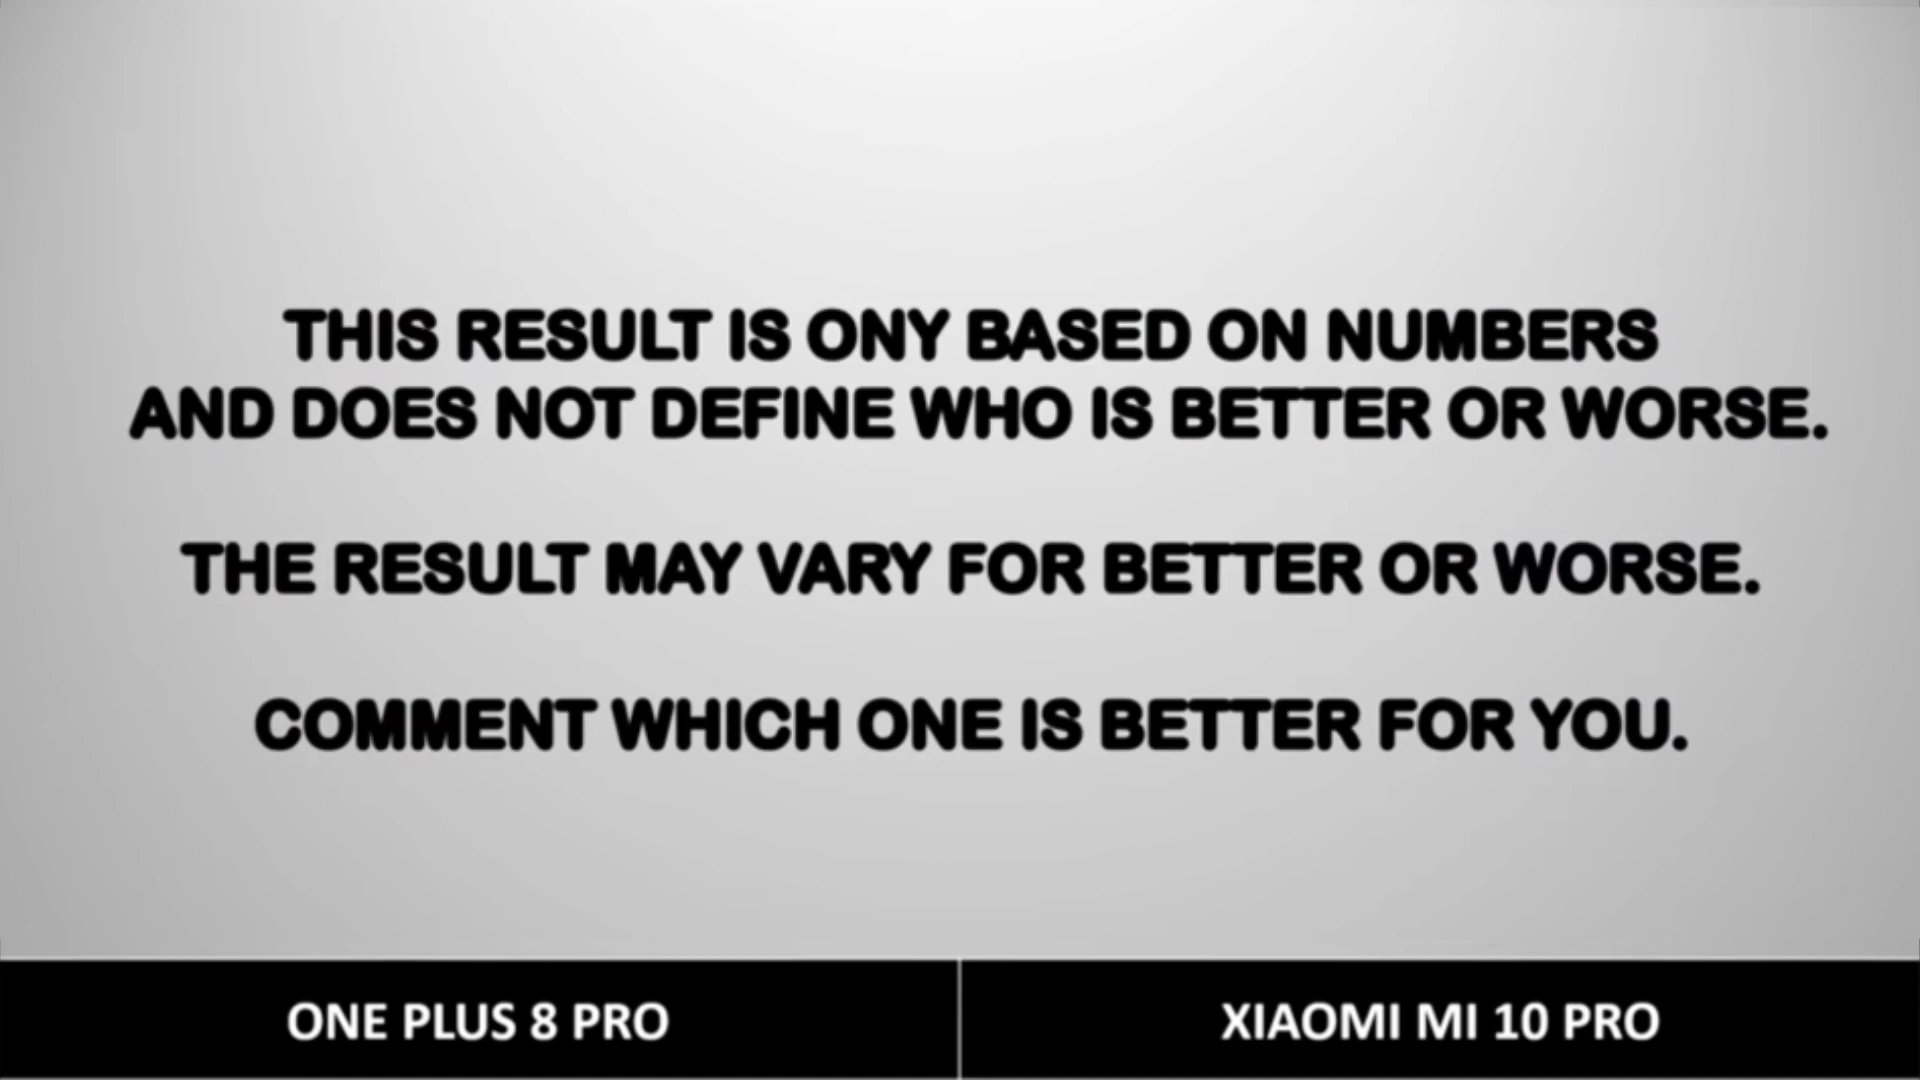 THIS RESULT IS ONY BASED ON NUMBERS
AND DOES NOT DEFINE WHO IS BETTER OR WORSE.
THE RESULT MAY VARY FOR BETTER OR WORSE.
COMMENT WHICH ONE IS BETTER FOR YOU.
ONE PLUS 8 PRO
XIAOMI MI 10 PRO